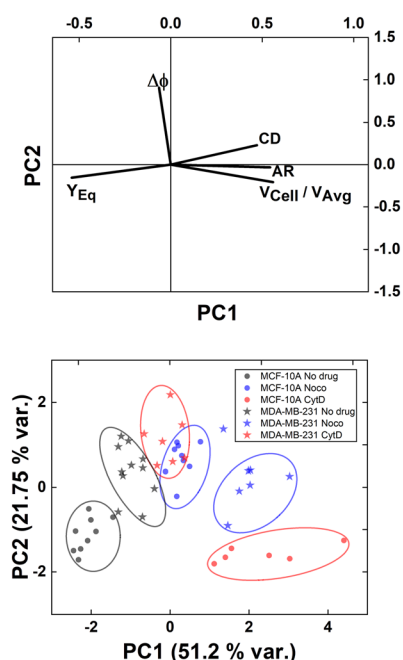 -0.5 0.0 0.5 1.0
Δϕ
CD
AR
Y_Eq
V_Cell / V_Avg
1.5
1.0
0.5
0.0
-0.5
-1.0
-1.5
PC2
PC1
MCF-10A No drug
MCF-10A Noco
MCF-10A CytD
MDA-MB-231 No drug
MDA-MB-231 Noco
MDA-MB-231 CytD
2
0
-2
PC2 (21.75 % var.)
-2 0 2 4
PC1 (51.2 % var.)